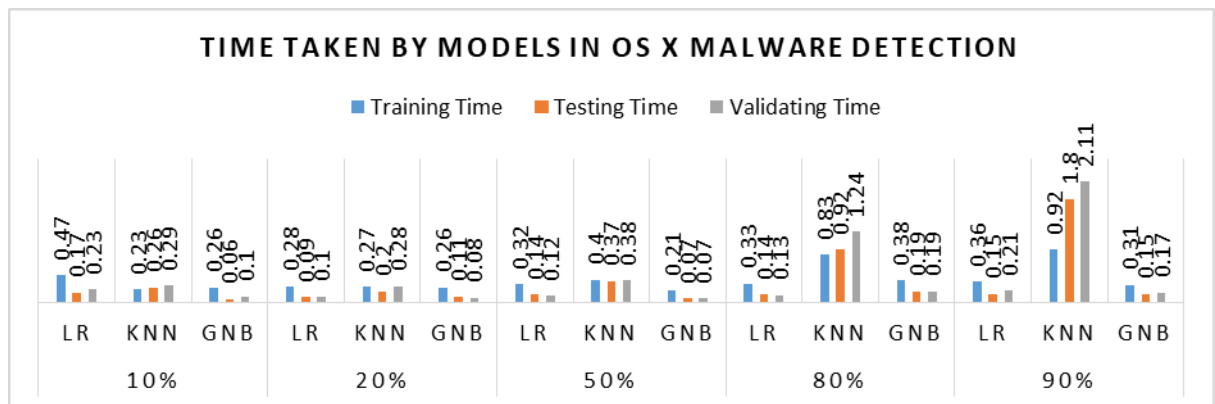 TIME TAKEN BY MODELS IN OS X MALWARE DETECTION
Training Time Testing Time Validating Time
0.47 0.17 0.23 0.23 0.26 0.29 0.26 0.06 0.1 0.28 0.09 0.1 0.27 0.2 0.28 0.26 0.11 0.08 0.32 0.14 0.12 0.4 0.37 0.38 0.21 0.07 0.07 0.33 0.14 0.13 0.83 0.92 1.24 0.38 0.19 0.19 0.36 0.15 0.21 0.92 1.8 2.11 0.31 0.15 0.17
LR KNN GNB LR KNN GNB LR KNN GNB LR KNN GNB LR KNN GNB
10% 20% 50% 80% 90%